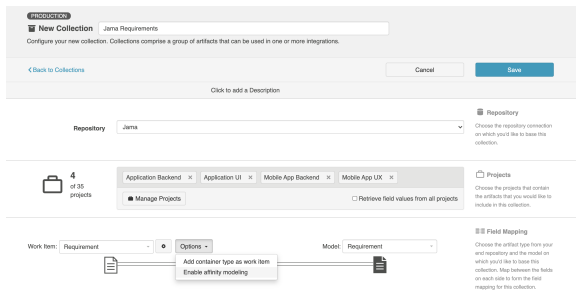 PRODUCTION
New Collection Jama Requirements
Configure your new collection. Collections comprise a group of artifacts that can be used in one or more integrations.
Back to Collections
Cancel
Save
Click to add a Description
Repository
Jama
Repository
Choose the repository connection
on which you'd like to base this
collection.
4
of 35
projects
Application Backend × Application UI × Mobile App Backend × Mobile App UX ×
Manage Projects
Retrieve field values from all projects
Projects
Choose the projects that contain
the artifacts that you would like to
include in this collection.
Work Item: Requirement
Options
Model: Requirement
Add container type as work item
Enable affinity modeling
Field Mapping
Choose the artifact type from your
end repository and the model on
which you'd like to base this
collection. Map between the fields
on each side to form the field
mapping for this collection.